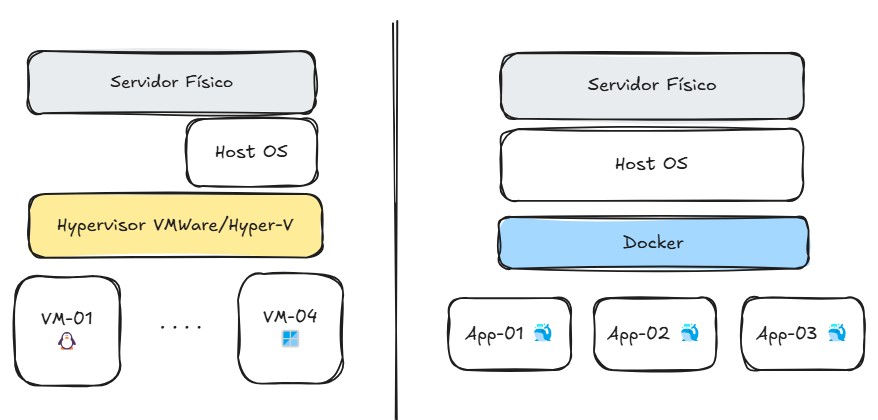 Servidor Físico
Host OS
Hypervisor VMWare/Hyper-V
VM-01
. . . .
VM-04
Servidor Físico
Host OS
Docker
App-01
App-02
App-03